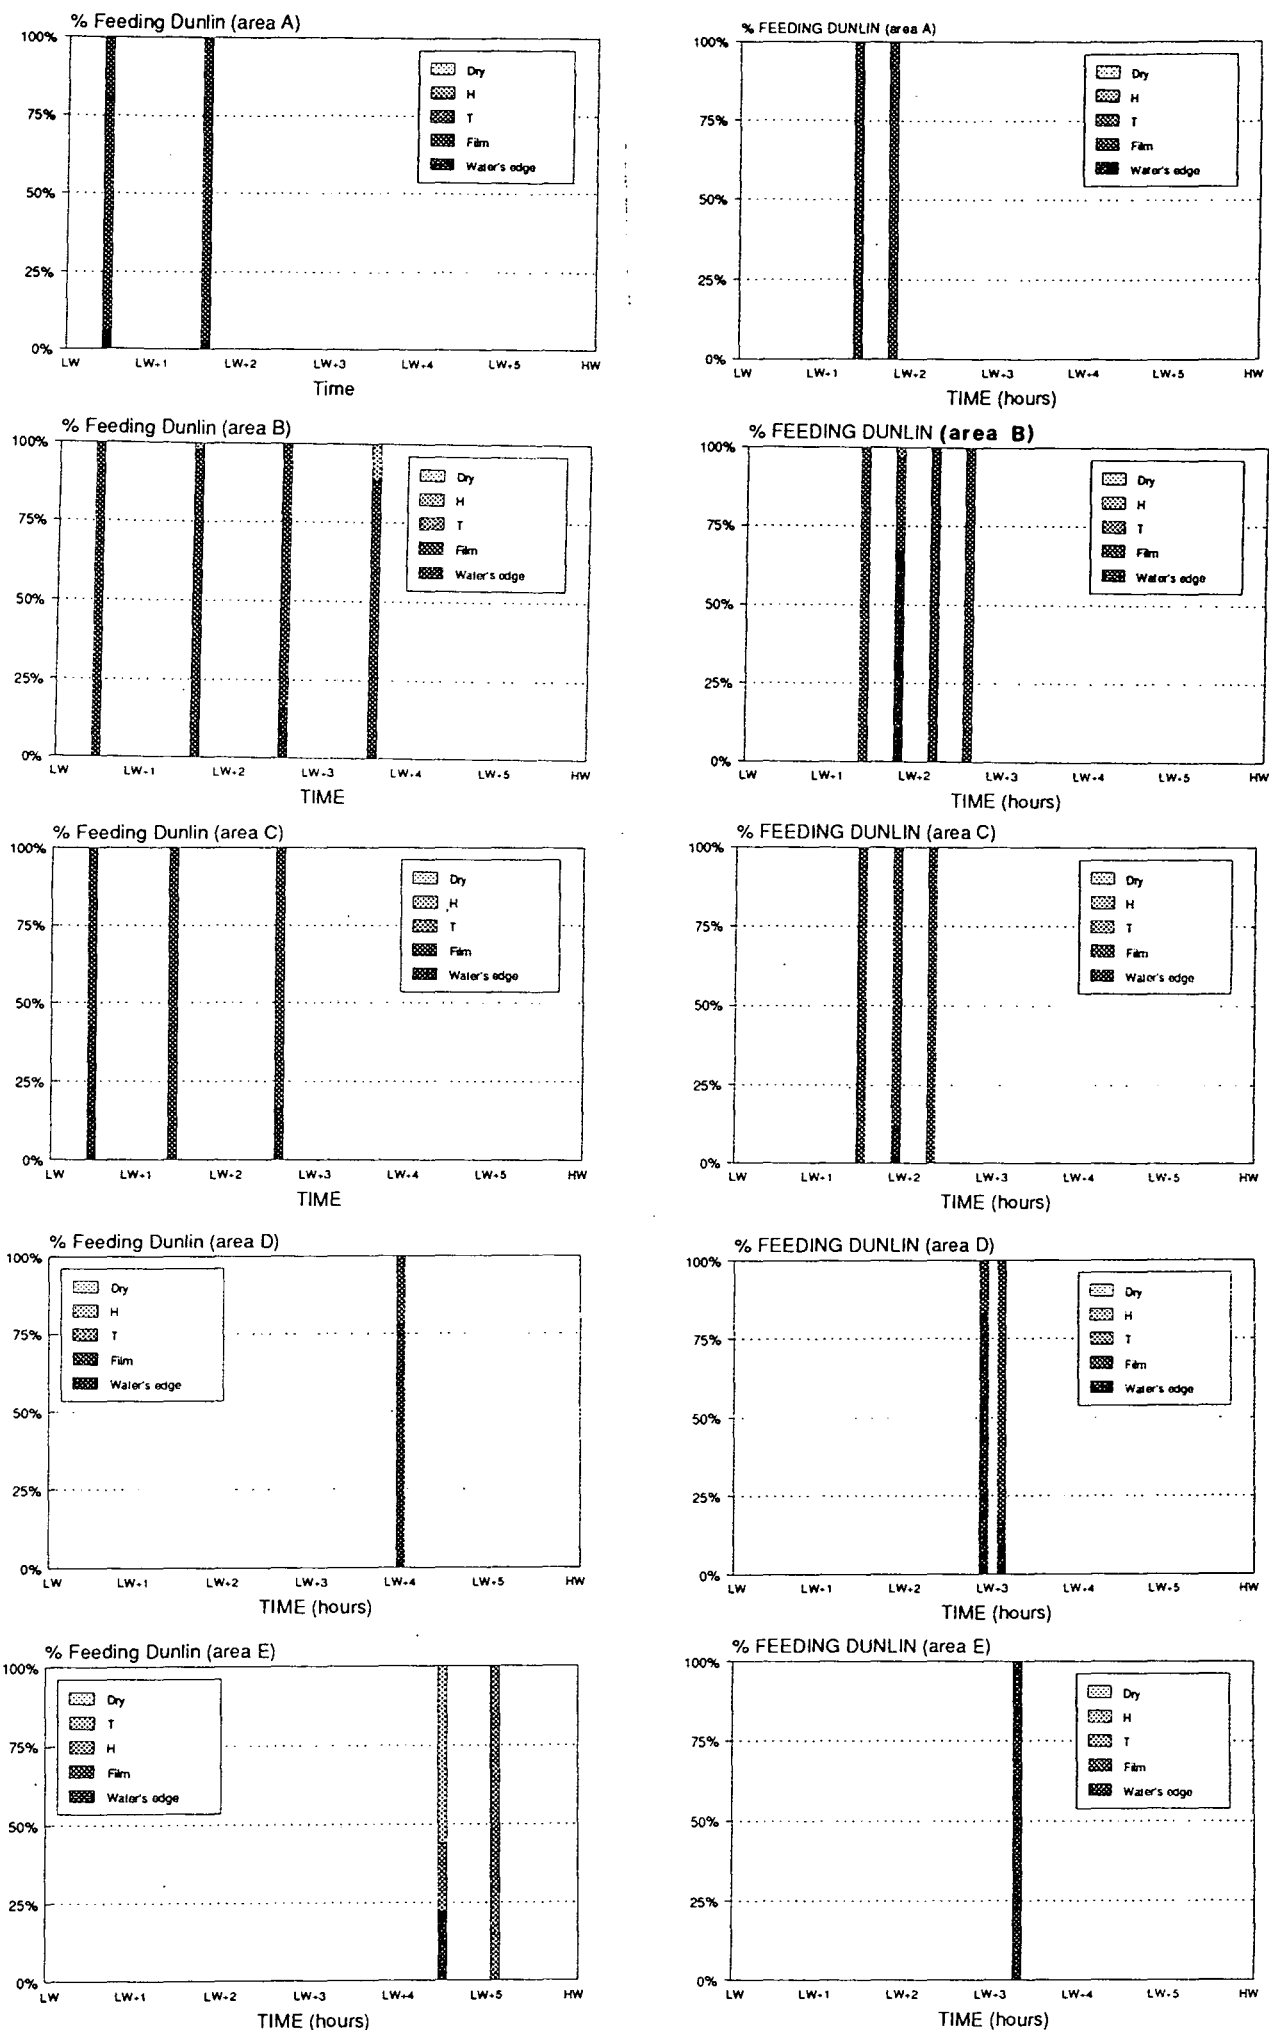 % Feeding Dunlin (area A)
100%
75%
50%
25%
0%
Dry
H
T
Film
Water's edge
LW LW+1 LW+2 LW+3 LW+4 LW+5 HW
Time
% FEEDING DUNLIN (area A)
100%
75%
50%
25%
0%
Dry
H
T
Film
Water's edge
LW LW+1 LW+2 LW+3 LW+4 LW+5 HW
TIME (hours)
% Feeding Dunlin (area B)
100%
75%
50%
25%
0%
Dry
H
T
Film
Water's edge
LW LW+1 LW+2 LW+3 LW+4 LW+5 HW
TIME
% FEEDING DUNLIN (area B)
100%
75%
50%
25%
0%
Dry
H
T
Film
Water's edge
LW LW+1 LW+2 LW+3 LW+4 LW+5 HW
TIME (hours)
% Feeding Dunlin (area C)
100%
75%
50%
25%
0%
Dry
H
T
Film
Water's edge
LW LW+1 LW+2 LW+3 LW+4 LW+5 HW
TIME
% FEEDING DUNLIN (area C)
100%
75%
50%
25%
0%
Dry
H
T
Film
Water's edge
LW LW+1 LW+2 LW+3 LW+4 LW+5 HW
TIME (hours)
% Feeding Dunlin (area D)
100%
75%
50%
25%
0%
Dry
H
T
Film
Water's edge
LW LW+1 LW+2 LW+3 LW+4 LW+5 HW
TIME (hours)
% FEEDING DUNLIN (area D)
100%
75%
50%
25%
0%
Dry
H
T
Film
Water's edge
LW LW+1 LW+2 LW+3 LW+4 LW+5 HW
TIME (hours)
% Feeding Dunlin (area E)
100%
75%
50%
25%
0%
Dry
T
H
Film
Water's edge
LW LW+1 LW+2 LW+3 LW+4 LW+5 HW
TIME (hours)
% FEEDING DUNLIN (area E)
100%
75%
50%
25%
0%
Dry
H
T
Film
Water's edge
LW LW+1 LW+2 LW+3 LW+4 LW+5 HW
TIME (hours)